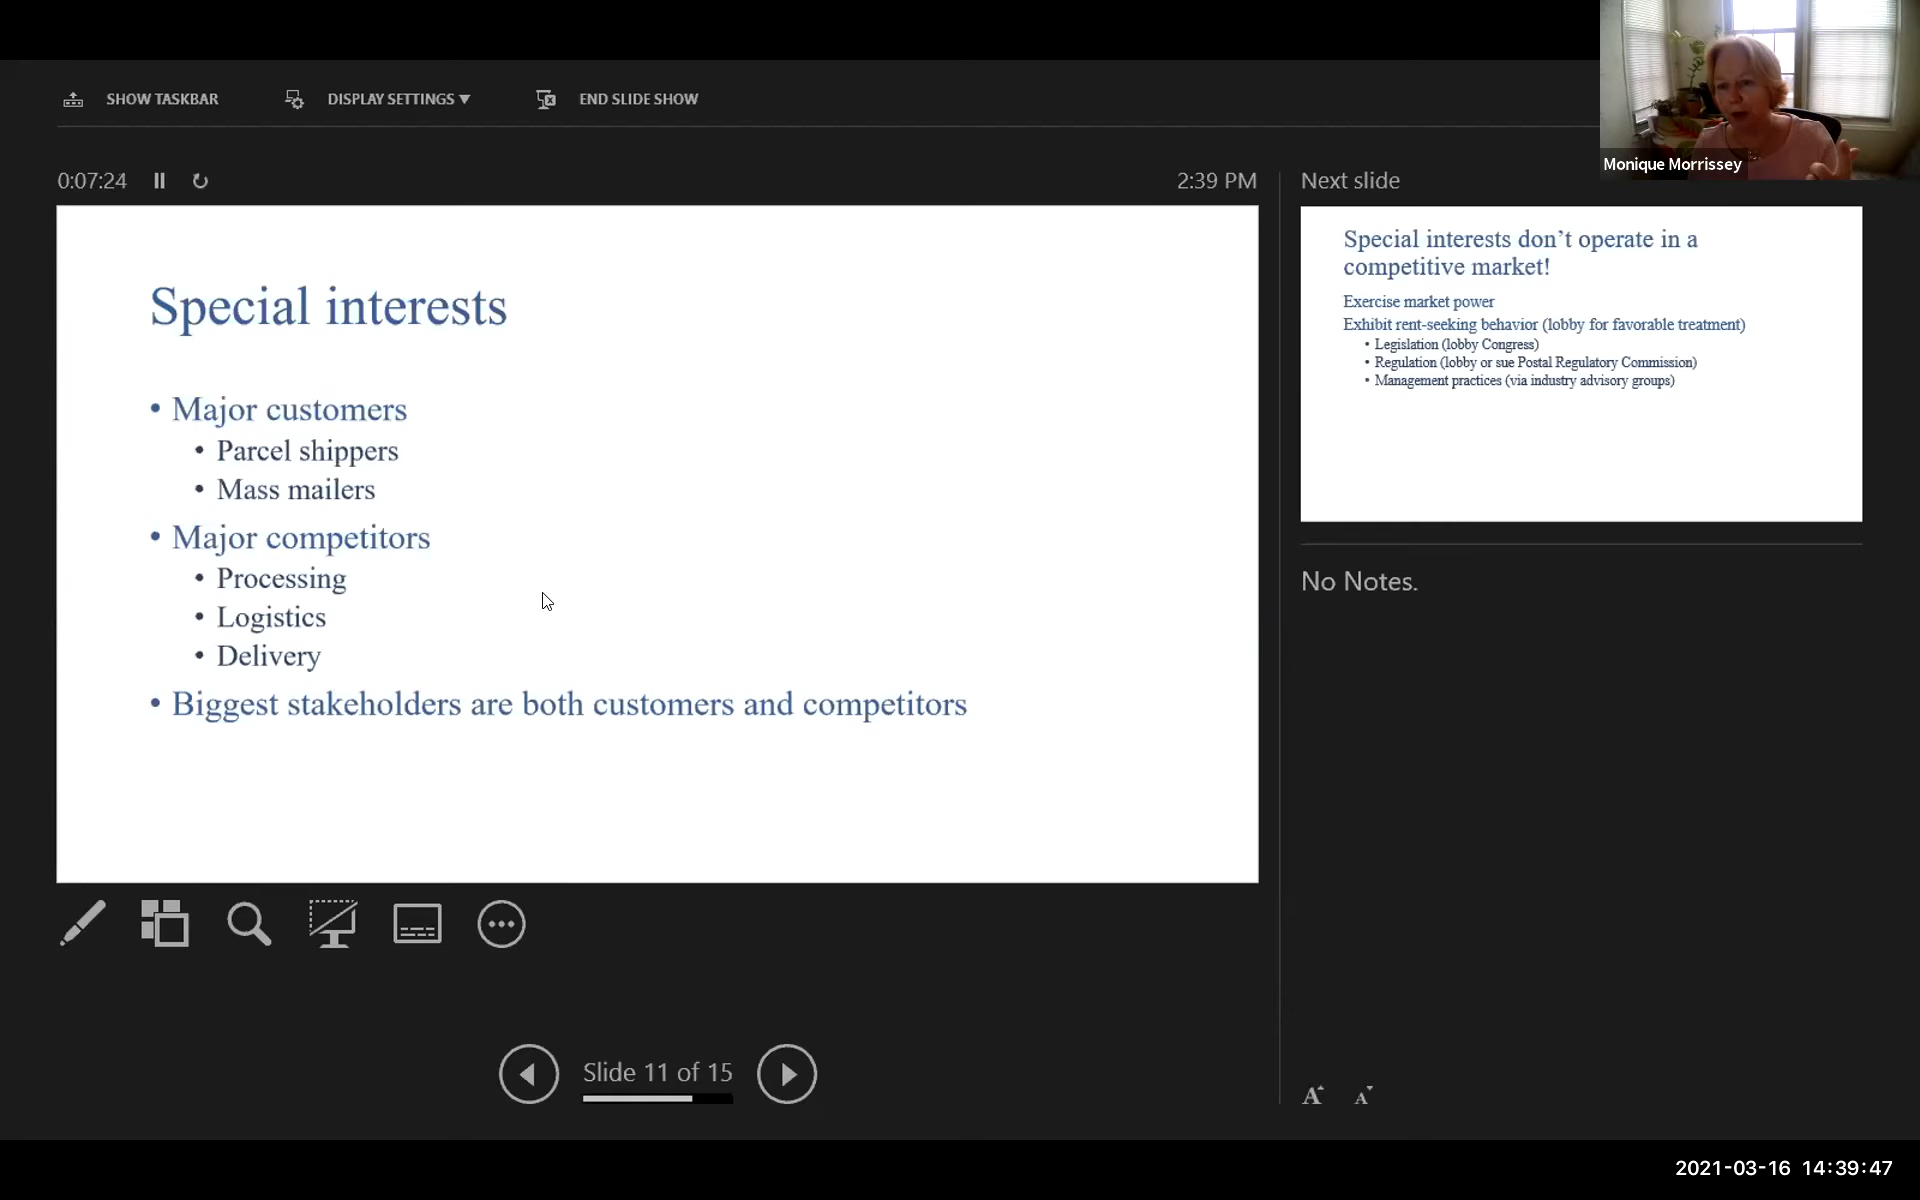 SHOW TASKBAR
DISPLAY SETTINGS ▼
END SLIDE SHOW
Monique Morrissey
0:07:24
2:39 PM
Next slide
Special interests
• Major customers
• Parcel shippers
• Mass mailers
• Major competitors
• Processing
• Logistics
• Delivery
• Biggest stakeholders are both customers and competitors
Special interests don’t operate in a
competitive market!
Exercise market power
Exhibit rent-seeking behavior (lobby for favorable treatment)
• Legislation (lobby Congress)
• Regulation (lobby or sue Postal Regulatory Commission)
• Management practices (via industry advisory groups)
No Notes.
Slide 11 of 15
A A
2021-03-16 14:39:47